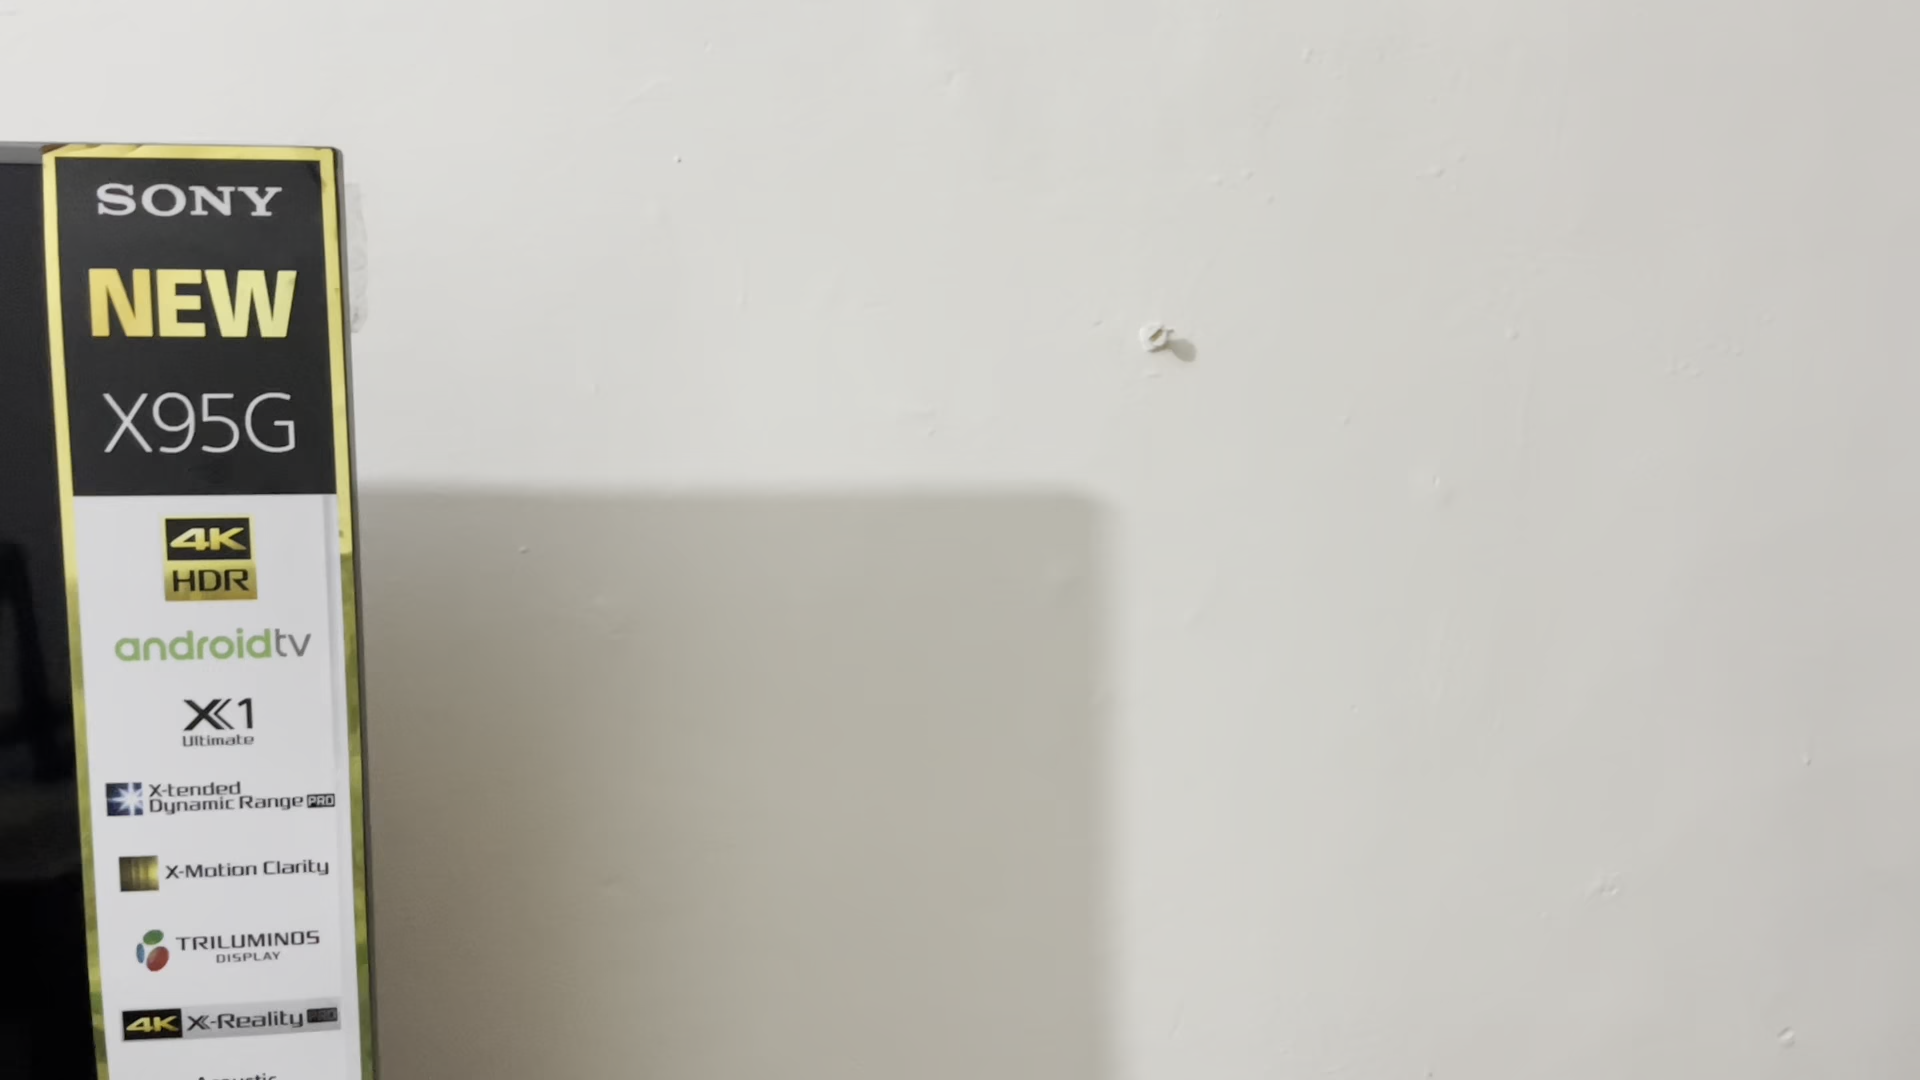 SONY
NEW
X95G
4K
HDR
androidtv
X1
Ultimate
X-tended
Dynamic Range PRO
X-Motion Clarity
TRILUMINOS
DISPLAY
4K X-Reality PRO